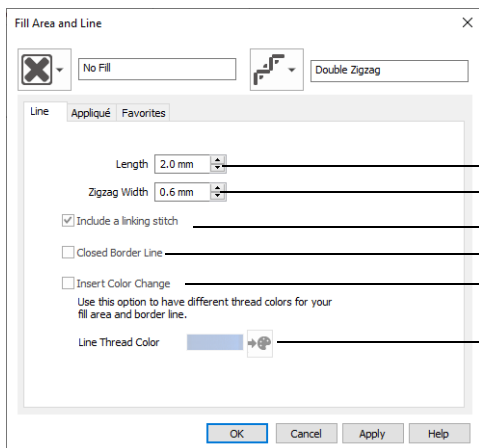 Fill Area and Line
No Fill
Double Zigzag
Line Appliqué Favorites
Length 2.0 mm
Zigzag Width 0.6 mm
Include a linking stitch
Closed Border Line
Insert Color Change
Use this option to have different thread colors for your
fill area and border line.
Line Thread Color
OK Cancel Apply Help